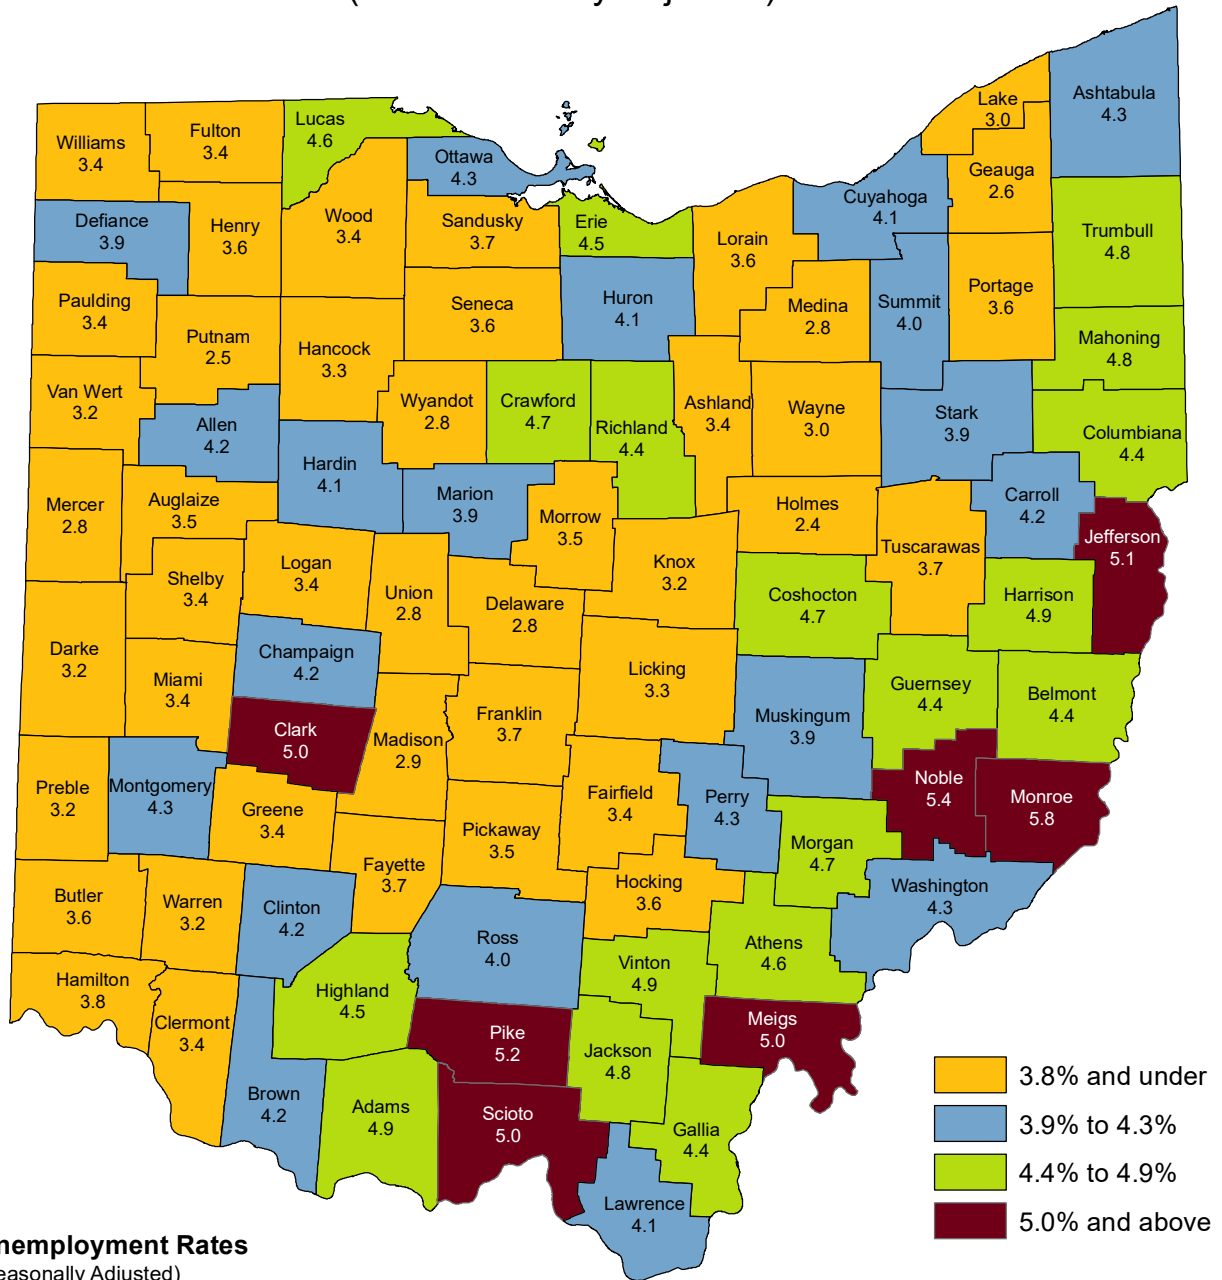 Lake
3.0
Ashtabula
4.3
Lucas
4.6
Fulton
3.4
Williams
3.4
Ottawa
4.3
Geauga
2.6
Cuyahoga
4.1
Defiance
3.9
Henry
3.6
Wood
3.4
Sandusky
3.7
Erie
4.5
Lorain
3.6
Trumbull
4.8
Paulding
3.4
Seneca
3.6
Huron
4.1
Medina
2.8
Summit
4.0
Portage
3.6
Putnam
2.5
Hancock
3.3
Mahoning
4.8
Van Wert
3.2
Wyandot
2.8
Crawford
4.7
Richland
4.4
Ashland
3.4
Wayne
3.0
Stark
3.9
Columbiana
4.4
Allen
4.2
Hardin
4.1
Marion
3.9
Carroll
4.2
Mercer
2.8
Auglaize
3.5
Morrow
3.5
Holmes
2.4
Tuscarawas
3.7
Jefferson
5.1
Shelby
3.4
Logan
3.4
Union
2.8
Delaware
2.8
Knox
3.2
Coshocton
4.7
Harrison
4.9
Darke
3.2
Champaign
4.2
Licking
3.3
Miami
3.4
Guernsey
4.4
Belmont
4.4
Clark
5.0
Madison
2.9
Franklin
3.7
Muskingum
3.9
Preble
3.2
Montgomery
4.3
Greene
3.4
Fairfield
3.4
Perry
4.3
Noble
5.4
Monroe
5.8
Pickaway
3.5
Morgan
4.7
Fayette
3.7
Hocking
3.6
Washington
4.3
Butler
3.6
Warren
3.2
Clinton
4.2
Ross
4.0
Athens
4.6
Vinton
4.9
Hamilton
3.8
Highland
4.5
Clermont
3.4
Pike
5.2
Meigs
5.0
Jackson
4.8
Brown
4.2
Adams
4.9
Scioto
5.0
Gallia
4.4
Lawrence
4.1
3.8% and under
3.9% to 4.3%
4.4% to 4.9%
5.0% and above
nemployment Rates
easonally Adjusted)